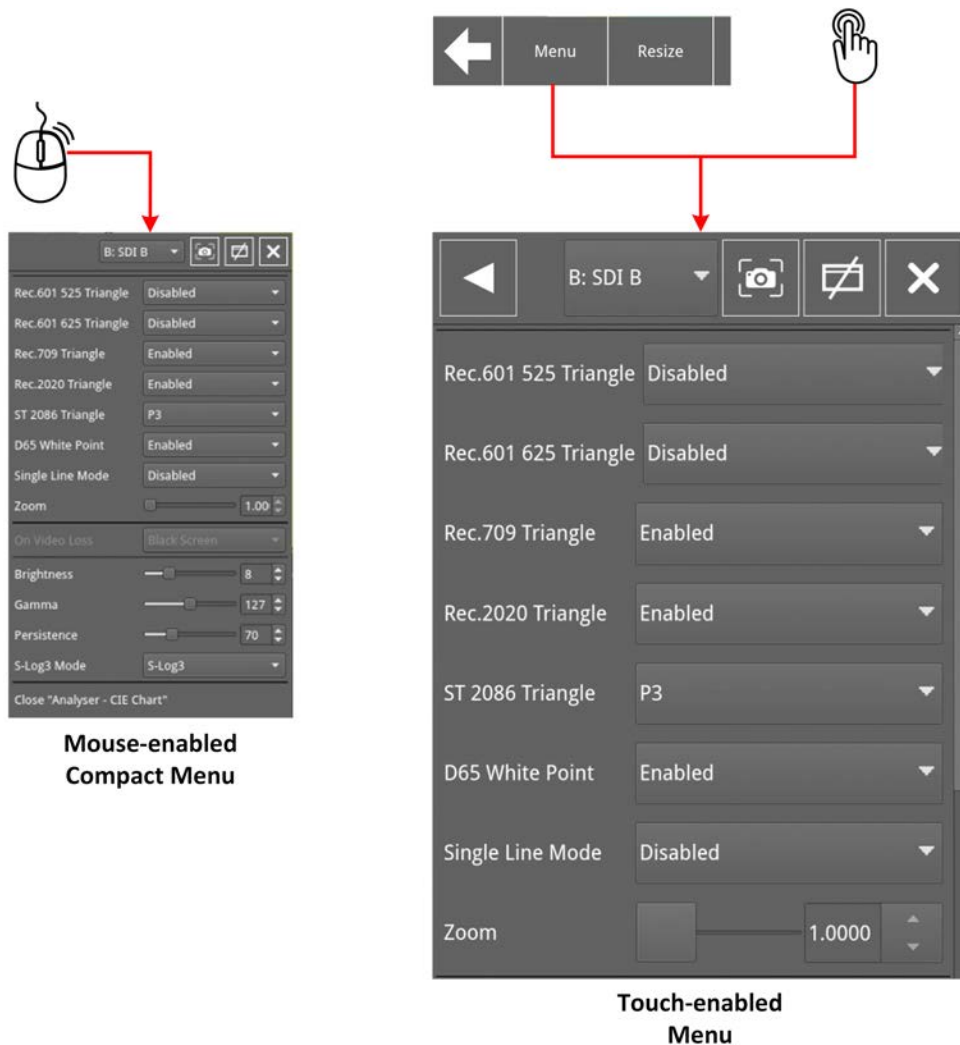 Menu Resize
B: SDI B
Rec.601 525 Triangle Disabled
Rec.601 625 Triangle Disabled
Rec.709 Triangle Enabled
Rec.2020 Triangle Enabled
ST 2086 Triangle P3
D65 White Point Enabled
Single Line Mode Disabled
Zoom 1.00
On Video Loss Black Screen
Brightness 8
Gamma 127
Persistence 70
S-Log3 Mode S-Log3
Close "Analyser - CIE Chart"
Mouse-enabled
Compact Menu
B: SDI B
Rec.601 525 Triangle Disabled
Rec.601 625 Triangle Disabled
Rec.709 Triangle Enabled
Rec.2020 Triangle Enabled
ST 2086 Triangle P3
D65 White Point Enabled
Single Line Mode Disabled
Zoom 1.0000
Touch-enabled
Menu